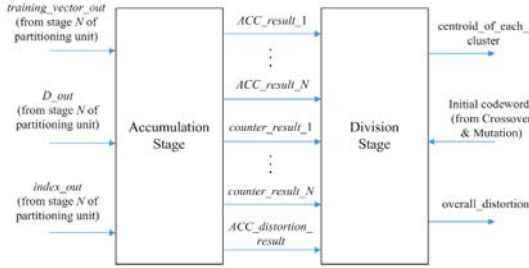 training_vector_out
(from stage N of
partitioning unit)
D_out
(from stage N of
partitioning unit)
index_out
(from stage N of
partitioning unit)
Accumulation
Stage
ACC_result_1
ACC_result_N
counter_result_1
counter_result_N
ACC_distortion_
result
Division
Stage
centroid_of_each_
cluster
Initial codeword
(from Crossover
& Mutation)
overall_distortion